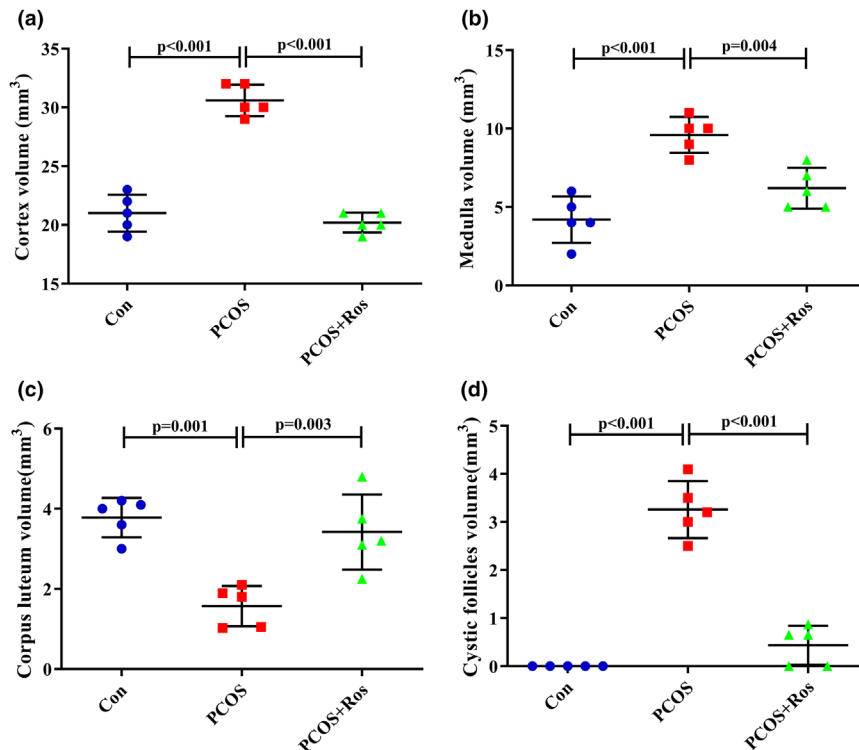 (a)
p<0.001 p<0.001
Cortex volume (mm³)
35
30
25
20
15
Con PCOS PCOS+Ros
(b)
p<0.001 p=0.004
Medulla volume (mm³)
15
10
5
0
Con PCOS PCOS+Ros
(c)
p=0.001 p=0.003
Corpus luteum volume(mm³)
6
4
2
0
Con PCOS PCOS+Ros
(d)
p<0.001 p<0.001
Cystic follicles volume(mm³)
5
4
3
2
1
0
Con PCOS PCOS+Ros